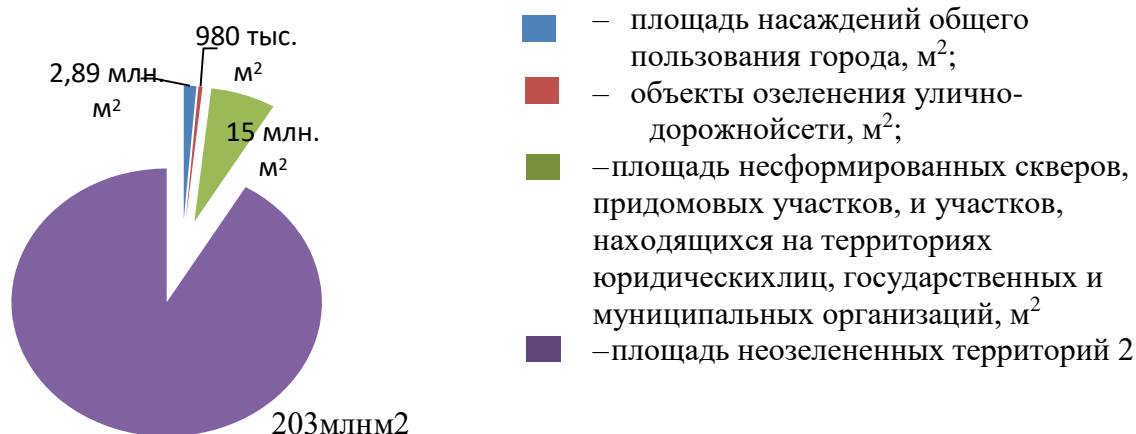 980 тыс.
м²
2,89 млн.
м²
15 млн.
м²
203млнм2
– площадь насаждений общего
пользования города, м²;
– объекты озеленения улично-
дорожнойсети, м²;
–площадь несформированных скверов,
придомовых участков, и участков,
находящихся на территориях
юридическихлиц, государственных и
муниципальных организаций, м²
–площадь неозелененных территорий 2